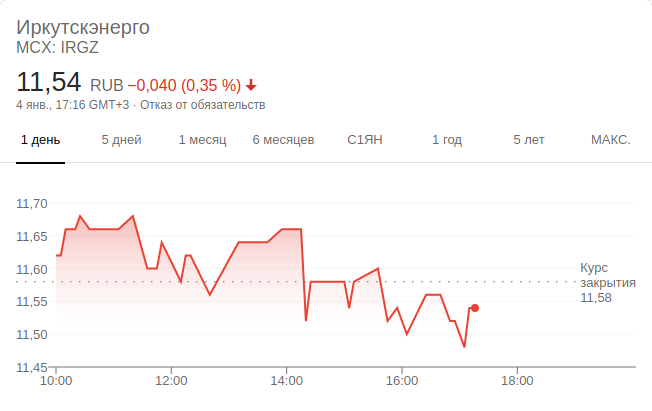 Иркутскэнерго
MCX: IRGZ
11,54 RUB −0,040 (0,35 %)
4 янв., 17:16 GMT+3 · Отказ от обязательств
1 день 5 дней 1 месяц 6 месяцев С1ЯН 1 год 5 лет МАКС.
11,70
11,65
11,60
Курс
закрытия
11,58
11,55
11,50
11,45
10:00 12:00 14:00 16:00 18:00